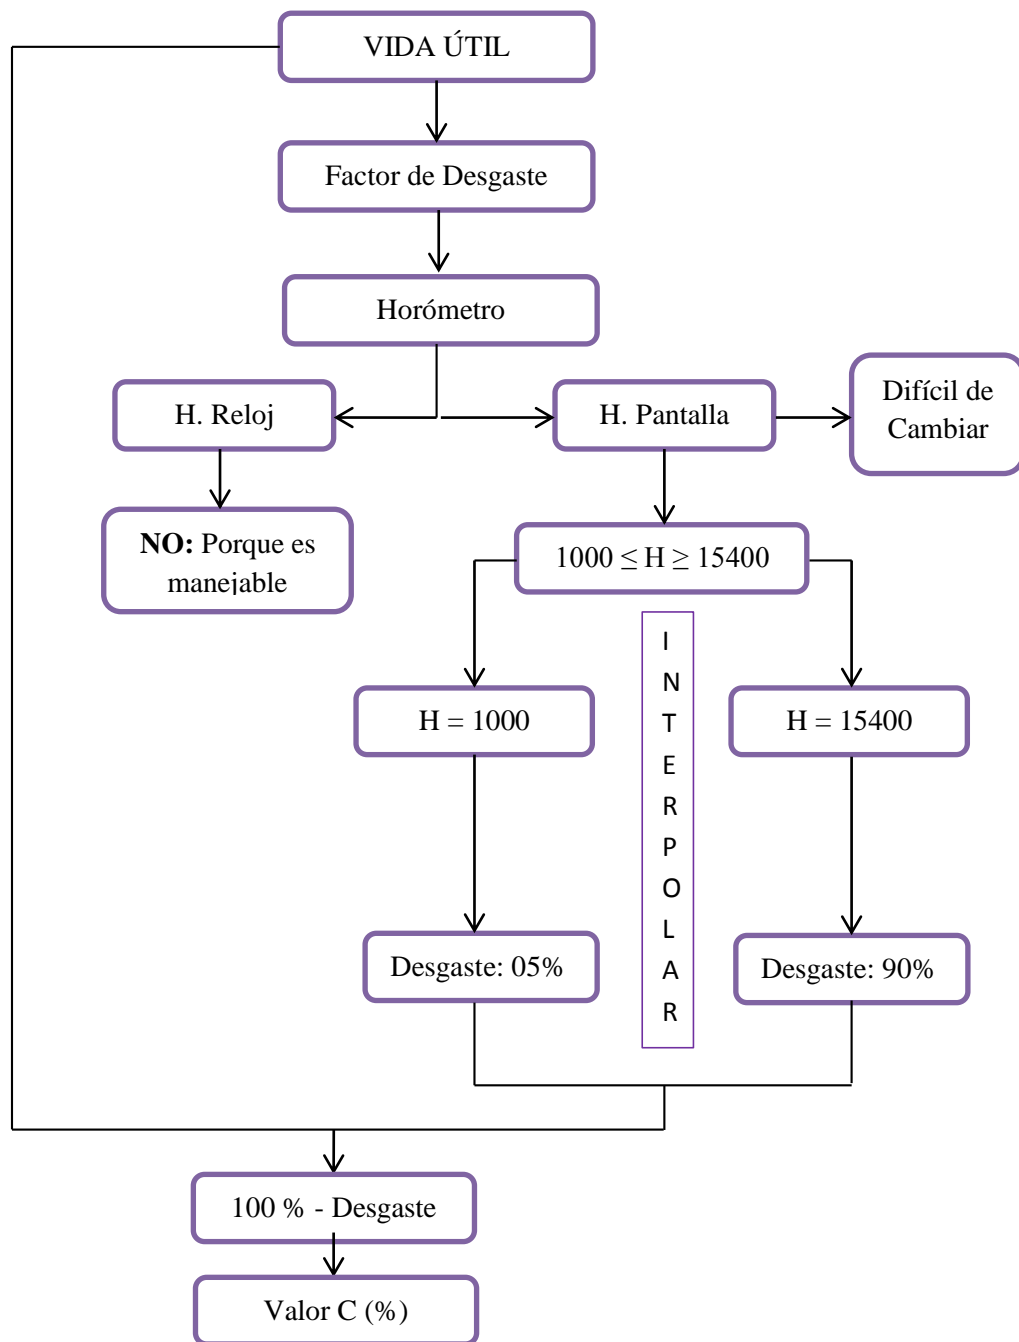 VIDA ÚTIL
Factor de Desgaste
Horómetro
H. Reloj
H. Pantalla
Difícil de
Cambiar
NO: Porque es
manejable
1000 ≤ H ≥ 15400
I
N
T
E
R
P
O
L
A
R
H = 1000
H = 15400
Desgaste: 05%
Desgaste: 90%
100 % - Desgaste
Valor C (%)